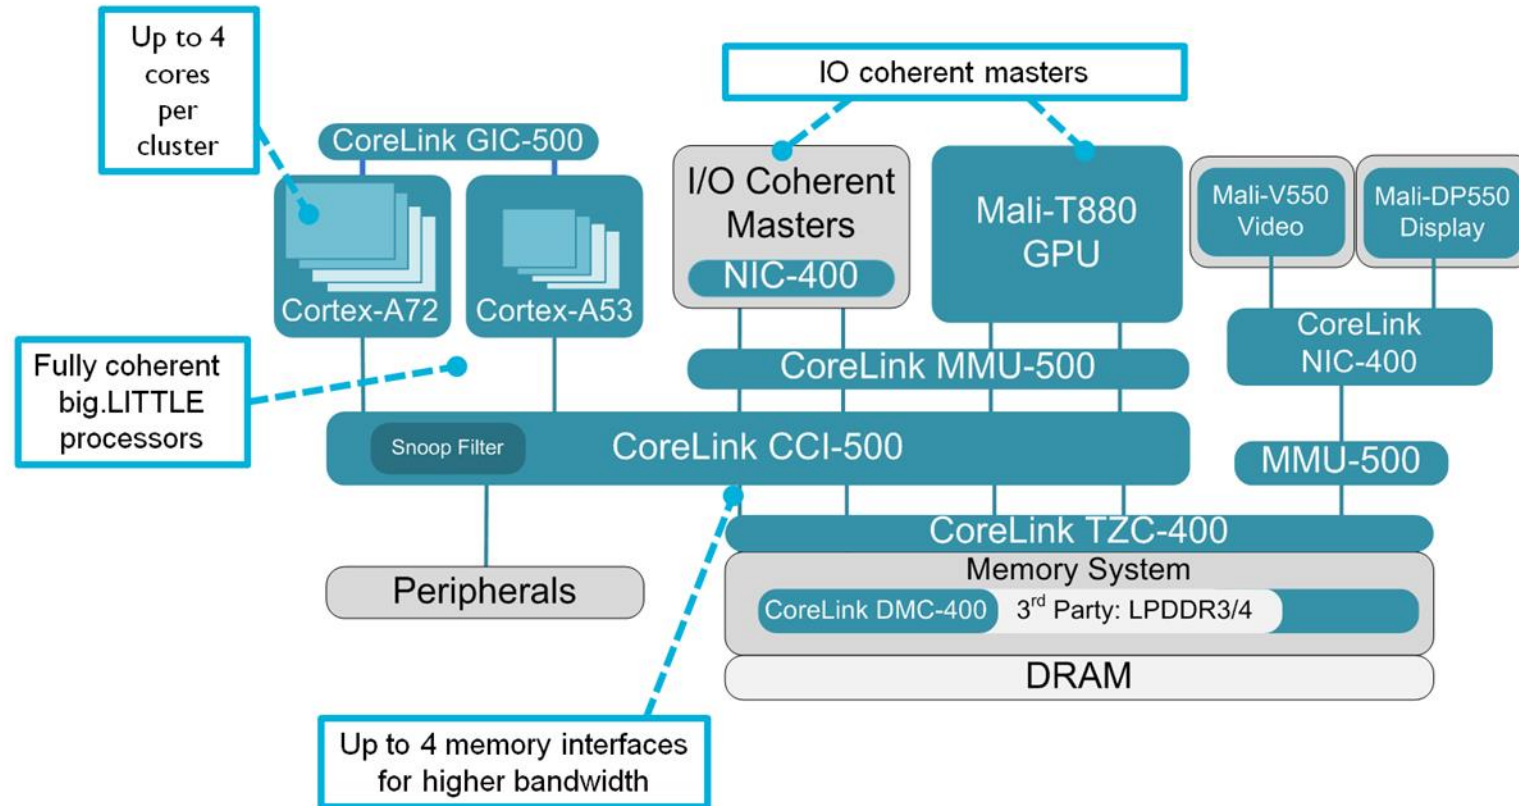 Up to 4
cores
per
cluster
IO coherent masters
CoreLink GIC-500
I/O Coherent
Masters
NIC-400
Mali-T880
GPU
Mali-V550
Video
Mali-DP550
Display
Cortex-A72
Cortex-A53
CoreLink
NIC-400
Fully coherent
big.LITTLE
processors
CoreLink MMU-500
Snoop Filter
CoreLink CCI-500
MMU-500
CoreLink TZC-400
Peripherals
Memory System
CoreLink DMC-400
3rd Party: LPDDR3/4
DRAM
Up to 4 memory interfaces
for higher bandwidth